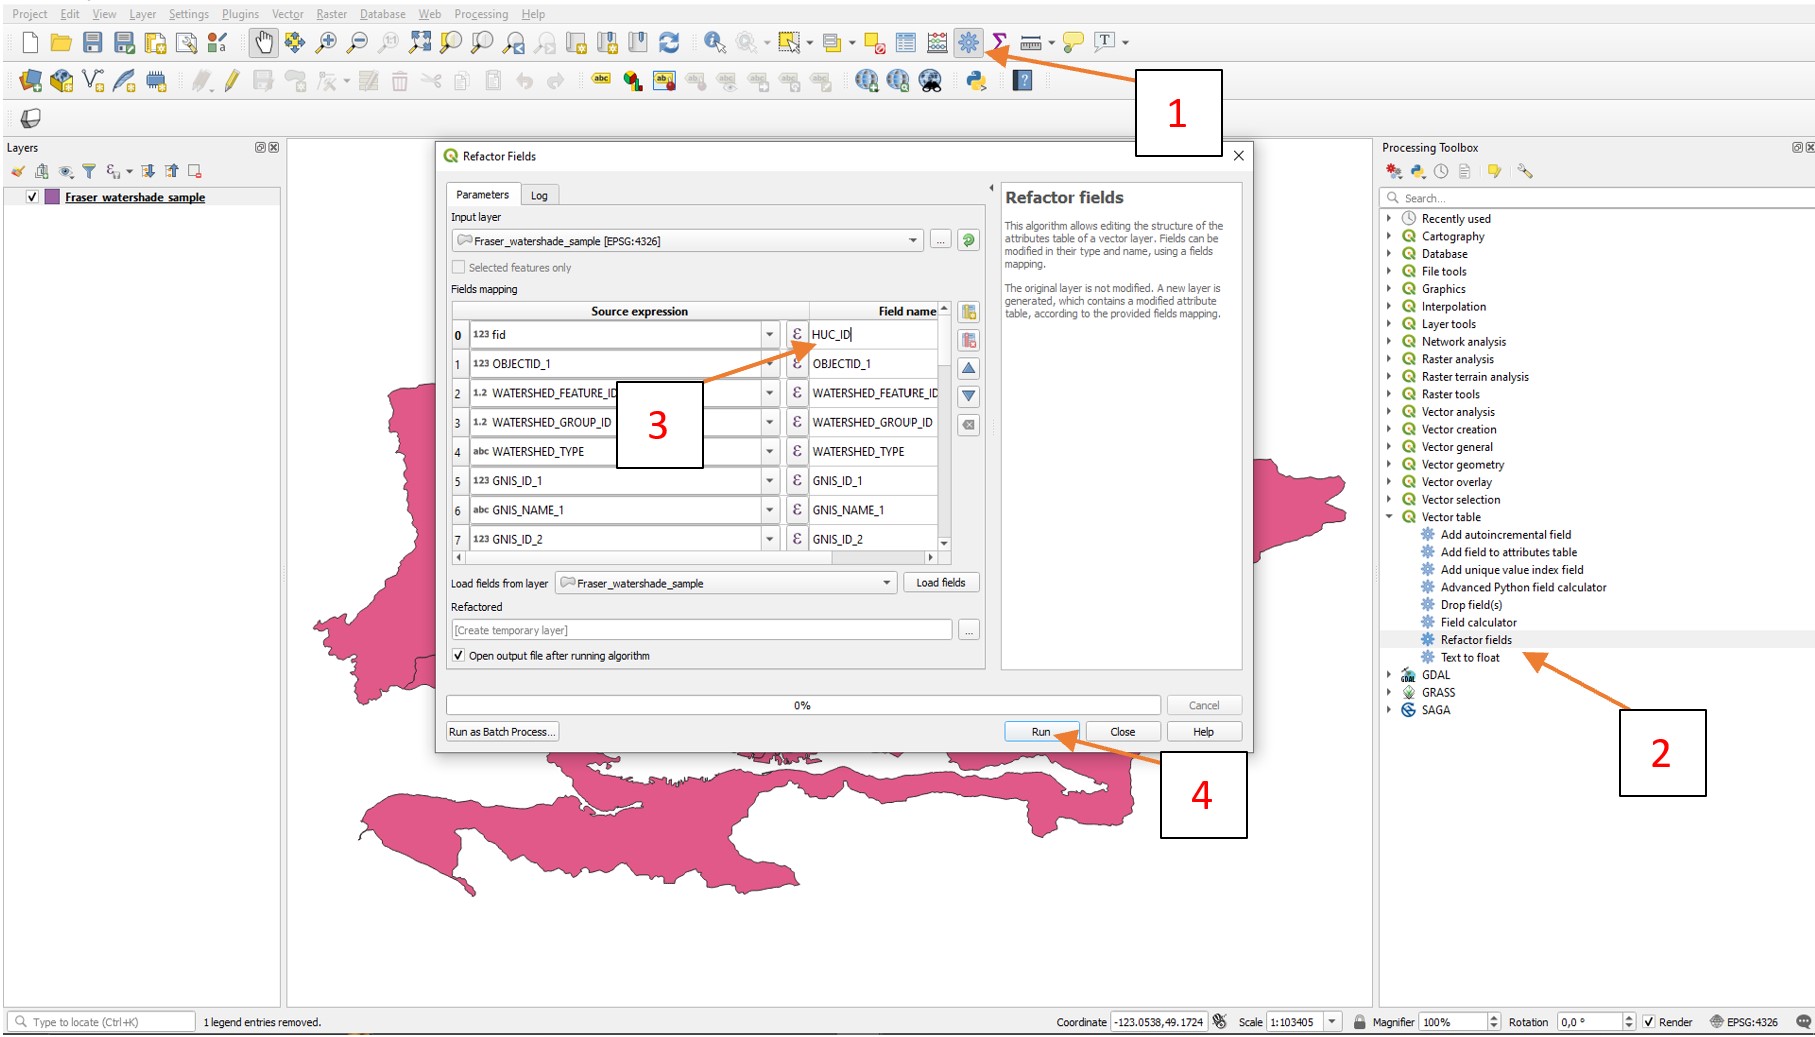 Project Edit View Layer Settings Plugins Vector Raster Database Web Processing Help
1
Layers
Fraser_watershade_sample
Refactor Fields
Parameters Log
Input layer
Fraser_watershade_sample [EPSG:4326]
...
Selected features only
Fields mapping
Source expression Field name
0 123 fid ε HUC_ID
1 123 OBJECTID_1 ε OBJECTID_1
2 1.2 WATERSHED_FEATURE_ID ε WATERSHED_FEATURE_ID
3 1.2 WATERSHED_GROUP_ID ε WATERSHED_GROUP_ID
4 abc WATERSHED_TYPE ε WATERSHED_TYPE
5 123 GNIS_ID_1 ε GNIS_ID_1
6 abc GNIS_NAME_1 ε GNIS_NAME_1
7 123 GNIS_ID_2 ε GNIS_ID_2
3
Load fields from layer Fraser_watershade_sample Load fields
Refactored
[Create temporary layer] ...
Open output file after running algorithm
0% Cancel
Run as Batch Process... Run Close Help
4
Refactor fields
This algorithm allows editing the structure of the
attributes table of a vector layer. Fields can be
modified in their type and name, using a fields
mapping.
The original layer is not modified. A new layer is
generated, which contains a modified attribute
table, according to the provided fields mapping.
Processing Toolbox
Search...
Recently used
Cartography
Database
File tools
Graphics
Interpolation
Layer tools
Network analysis
Raster analysis
Raster terrain analysis
Raster tools
Vector analysis
Vector creation
Vector general
Vector geometry
Vector overlay
Vector selection
Vector table
Add autoincremental field
Add field to attributes table
Add unique value index field
Advanced Python field calculator
Drop field(s)
Field calculator
Refactor fields
Text to float
GDAL
GRASS
SAGA
2
Type to locate (Ctrl+K) 1 legend entries removed. Coordinate -123.0538,49.1724 Scale 1:103405 Magnifier 100% Rotation 0,0 ° Render EPSG:4326